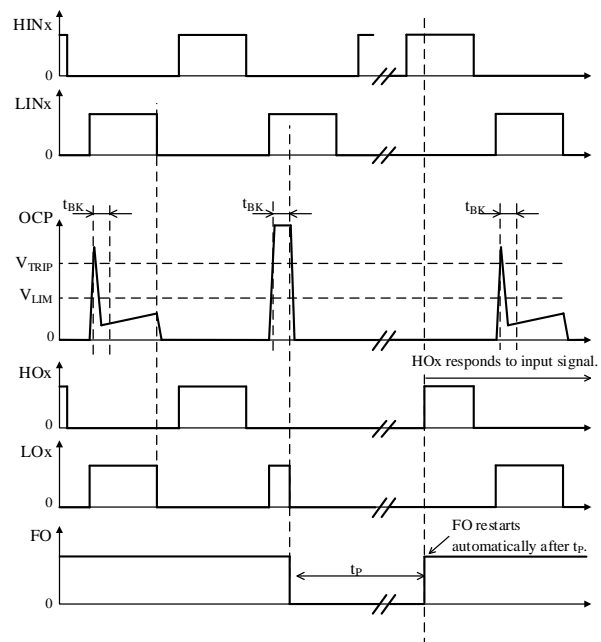 HINx
0
LINx
0
tBK
tBK
tBK
OCP
VTRIP
VLIM
0
HOx responds to input signal.
HOx
0
LOx
0
FO
FO restarts
automatically after tP.
tP
0